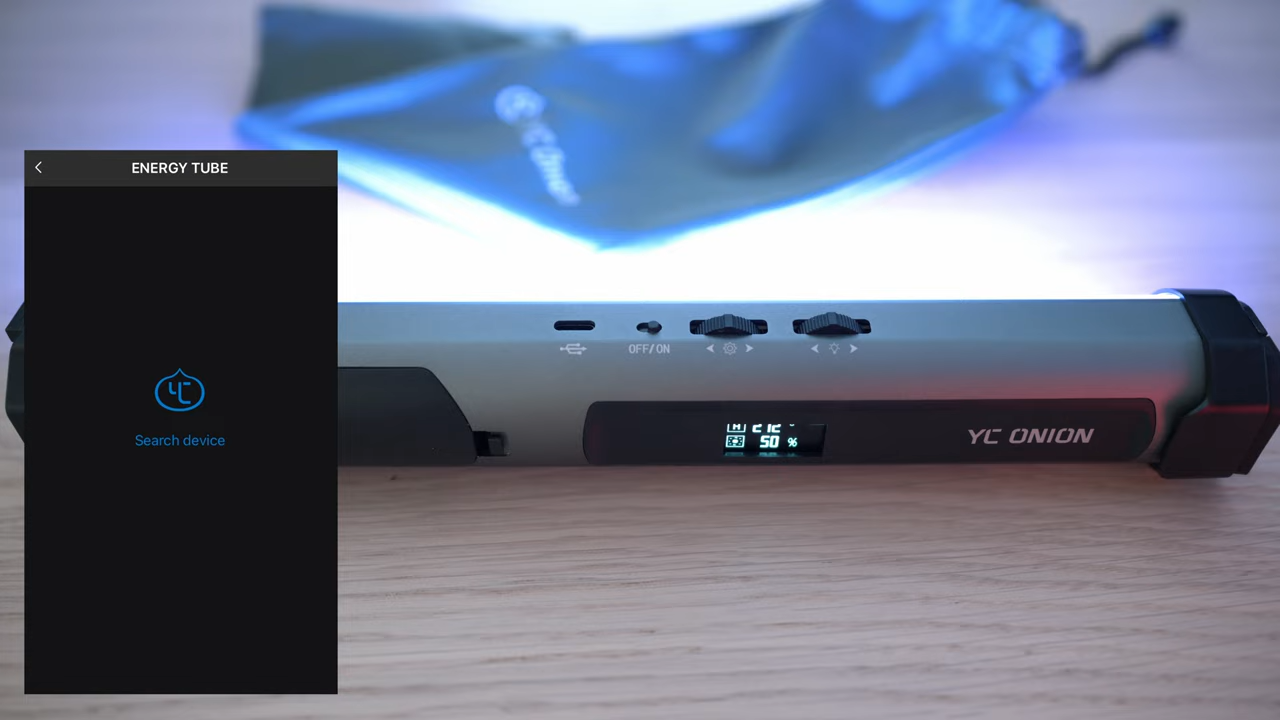 ENERGY TUBE
Search device
OFF/ON
50 %
YC ONION